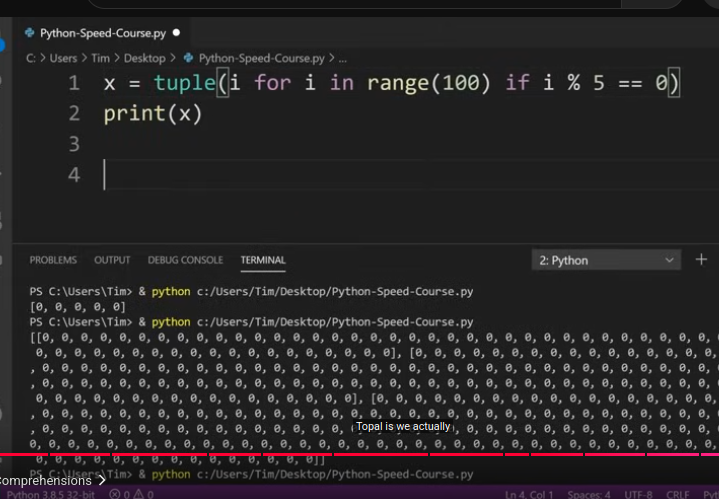 Python-Speed-Course.py
C: > Users > Tim > Desktop > Python-Speed-Course.py > ...
1 x = tuple(i for i in range(100) if i % 5 == 0)
2 print(x)
3
4
PROBLEMS OUTPUT DEBUG CONSOLE TERMINAL 2: Python
PS C:\Users\Tim> & python c:/Users/Tim/Desktop/Python-Speed-Course.py
[0, 0, 0, 0, 0]
PS C:\Users\Tim> & python c:/Users/Tim/Desktop/Python-Speed-Course.py
[[0, 0, 0, 0, 0, 0, 0, 0, 0, 0, 0, 0, 0, 0, 0, 0, 0, 0, 0, 0, 0, 0, 0, 0, 0, 0, 0, 0, 0, 0, 0, 0, 0, 0, 0,
0, 0, 0, 0, 0, 0, 0, 0, 0, 0, 0, 0, 0, 0, 0, 0, 0, 0, 0], [0, 0, 0, 0, 0, 0, 0, 0, 0, 0, 0, 0, 0, 0, 0, 0
, 0, 0, 0, 0, 0, 0, 0, 0, 0, 0, 0, 0, 0, 0, 0, 0, 0, 0, 0, 0, 0, 0, 0, 0, 0, 0, 0, 0, 0, 0, 0, 0, 0, 0, 0
, 0, 0, 0, 0, 0, 0, 0, 0, 0, 0, 0, 0, 0, 0, 0, 0, 0, 0, 0, 0, 0, 0, 0, 0, 0, 0, 0, 0, 0, 0, 0, 0, 0, 0, 0
0, 0, 0, 0, 0, 0, 0, 0, 0, 0, 0, 0, 0, 0, 0, 0, 0], [0, 0, 0, 0, 0, 0, 0, 0, 0, 0, 0, 0, 0, 0, 0, 0, 0, 0
, 0, 0, 0, 0, 0, 0, 0, 0, 0, 0, 0, 0, 0, 0, 0, 0, 0, 0, 0, 0, 0, 0, 0, 0, 0, 0, 0, 0, 0, 0, 0, 0, 0, 0, 0
, 0, 0, 0, 0, 0, 0, 0, 0, 0, 0, 0, 0, 0, 0, 0, 0, 0 Topal is we actually 0, 0, 0, 0, 0, 0, 0, 0, 0, 0, 0, 0, 0
0, 0, 0, 0, 0, 0, 0, 0, 0, 0, 0, 0, 0, 0, 0, 0, 0, 0, 0, 0, 0, 0, 0, 0, 0, 0, 0, 0, 0, 0, 0, 0, 0, 0, 0, 0,
0, 0, 0, 0, 0, 0, 0, 0, 0, 0, 0, 0, 0, 0, 0]]
PS C:\Users\Tim> & python c:/Users/Tim/Desktop/Python-Speed-Course.py
omprehensions >
Python 3.8.5 32-bit 0 0 Ln 4, Col 1 Spaces: 4 UTF-8 CRLF Pyt